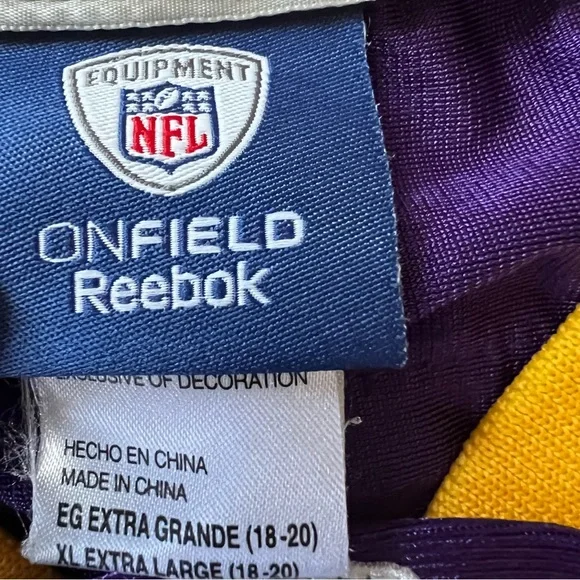 EQUIPMENT
NFL
ONFIELD
Reebok
EXCLUSIVE OF DECORATION
HECHO EN CHINA
MADE IN CHINA
EG EXTRA GRANDE (18-20)
XL EXTRA LARGE (18-20)